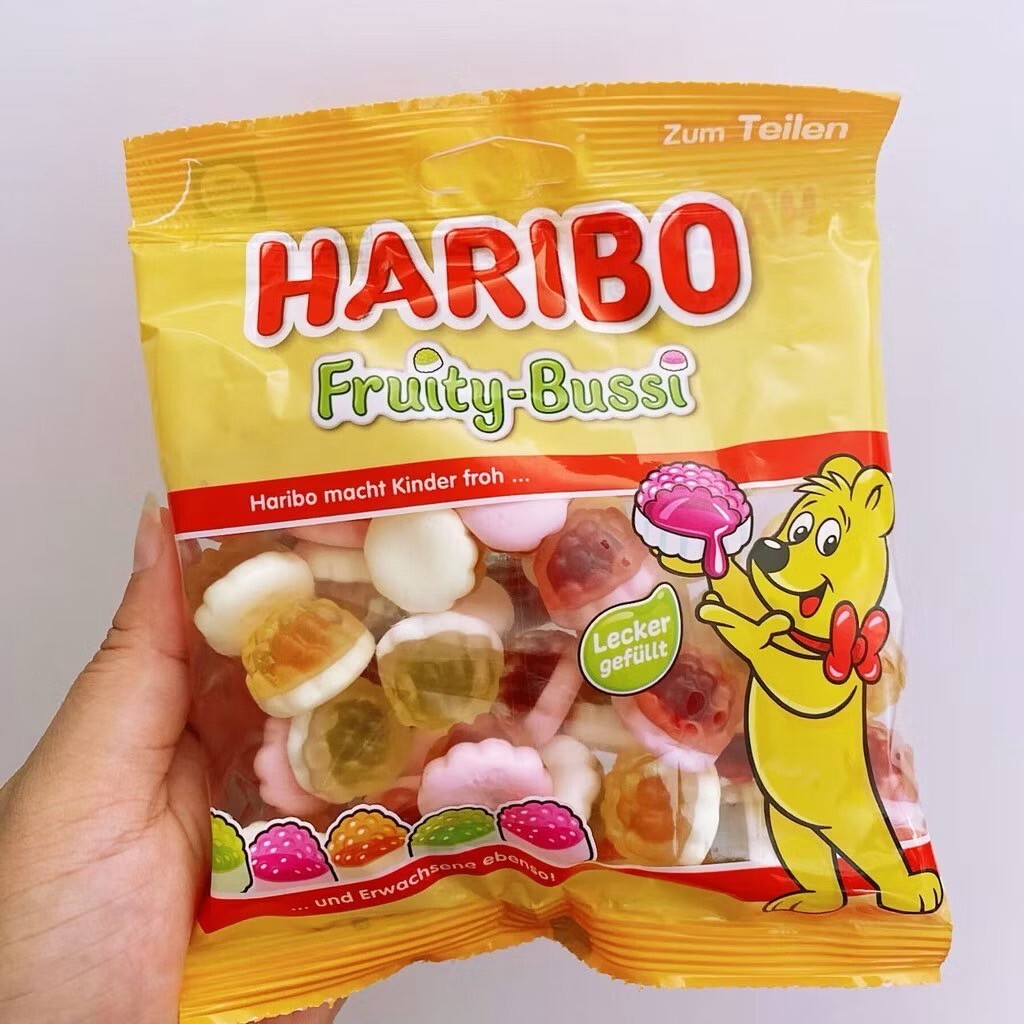 Zum Teilen
HARIBO
Fruity-Bussi
Haribo macht Kinder froh ...
Lecker
gefüllt
... und Erwachsene ebenso!